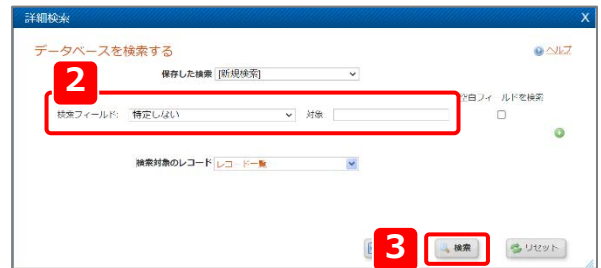 詳細検索 X
データベースを検索する ヘルプ
2 保存した検索 [新規検索]
空白フィールドを検索
検索フィールド: 特定しない 対象
検索対象のレコード レコード一覧
3 検索 リセット